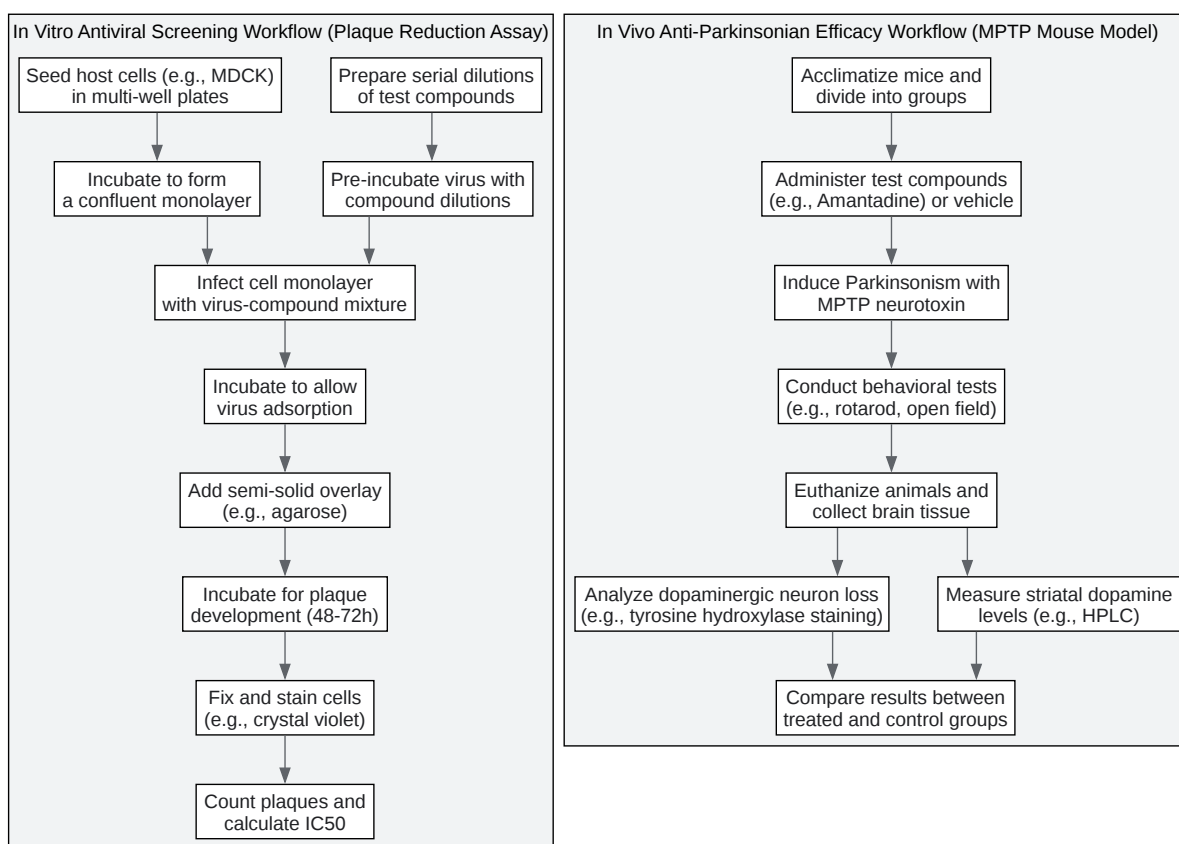 In Vitro Antiviral Screening Workflow (Plaque Reduction Assay)
Seed host cells (e.g., MDCK)
in multi-well plates
Prepare serial dilutions
of test compounds
Incubate to form
a confluent monolayer
Pre-incubate virus with
compound dilutions
Infect cell monolayer
with virus-compound mixture
Incubate to allow
virus adsorption
Add semi-solid overlay
(e.g., agarose)
Incubate for plaque
development (48-72h)
Fix and stain cells
(e.g., crystal violet)
Count plaques and
calculate IC50
In Vivo Anti-Parkinsonian Efficacy Workflow (MPTP Mouse Model)
Acclimatize mice and
divide into groups
Administer test compounds
(e.g., Amantadine) or vehicle
Induce Parkinsonism with
MPTP neurotoxin
Conduct behavioral tests
(e.g., rotarod, open field)
Euthanize animals and
collect brain tissue
Analyze dopaminergic neuron loss
(e.g., tyrosine hydroxylase staining)
Measure striatal dopamine
levels (e.g., HPLC)
Compare results between
treated and control groups